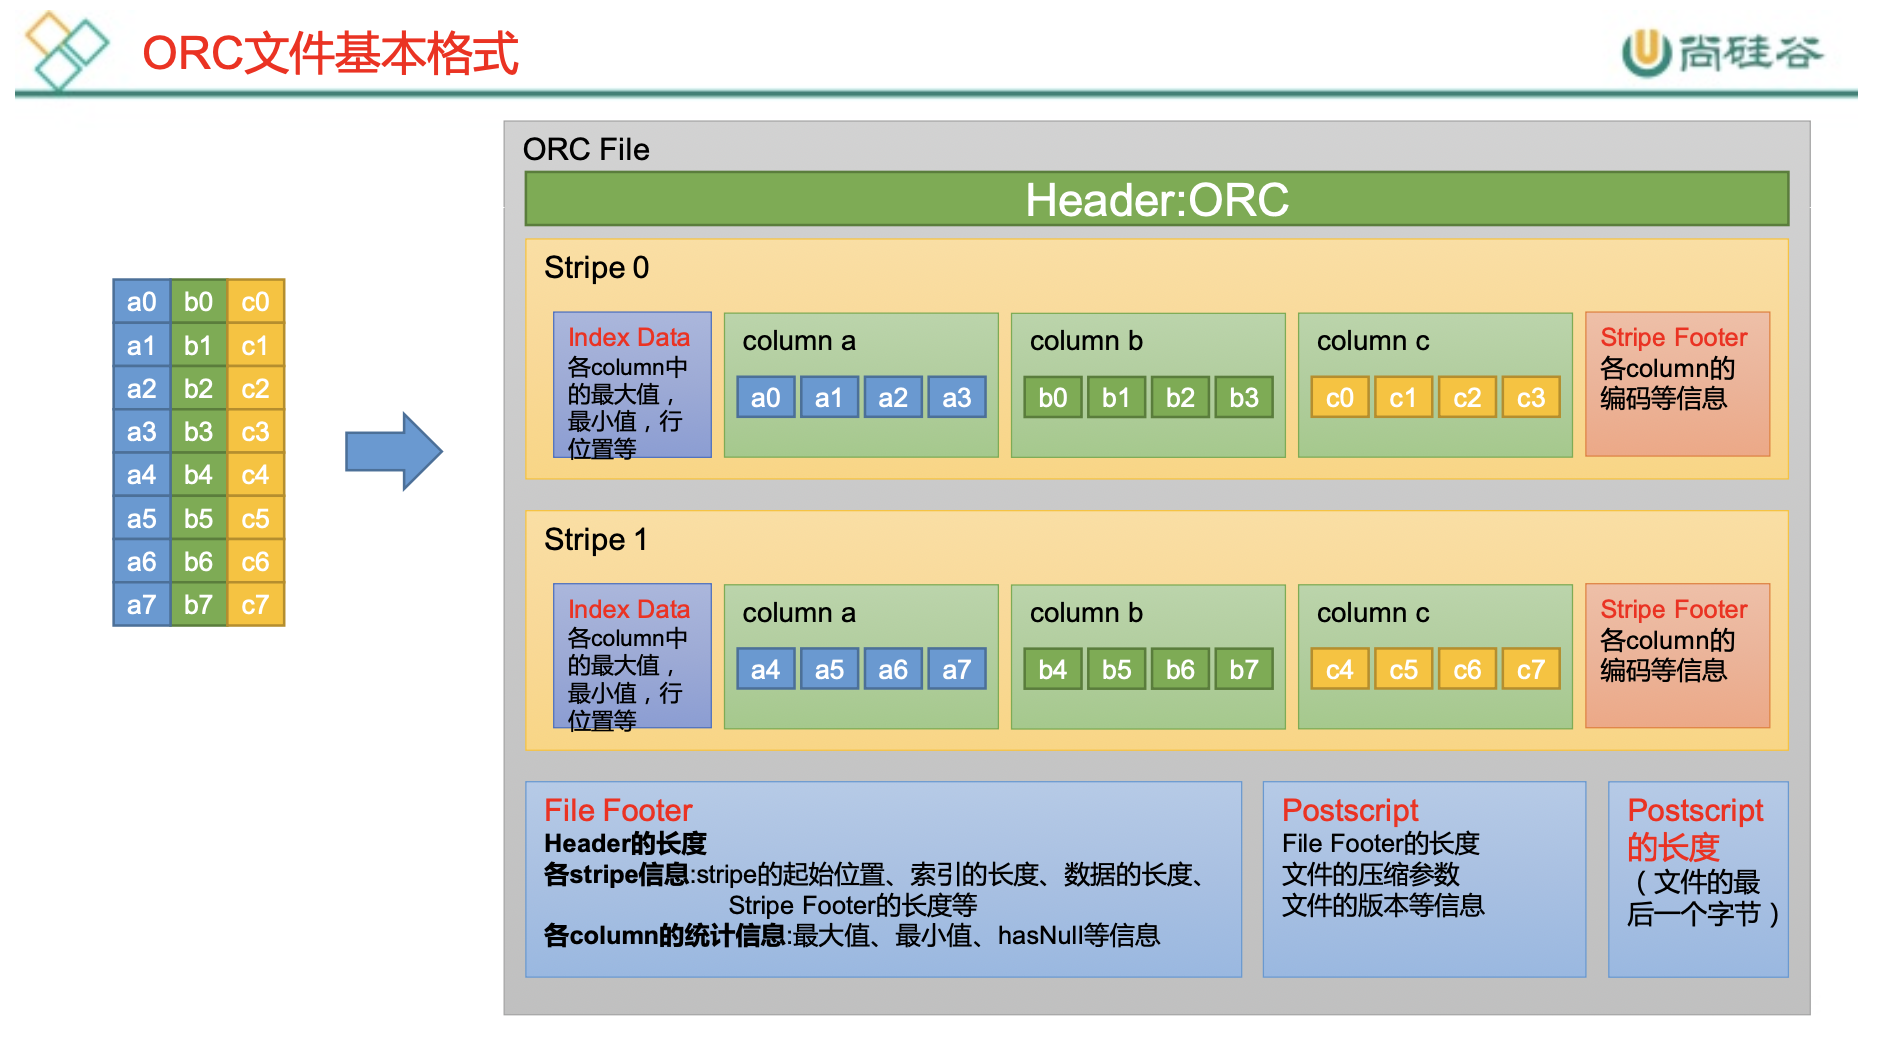 ORC文件基本格式
尚硅谷
a0 b0 c0
a1 b1 c1
a2 b2 c2
a3 b3 c3
a4 b4 c4
a5 b5 c5
a6 b6 c6
a7 b7 c7
ORC File
Header:ORC
Stripe 0
Index Data
各column中
的最大值，
最小值，行
位置等
column a
a0 a1 a2 a3
column b
b0 b1 b2 b3
column c
c0 c1 c2 c3
Stripe Footer
各column的
编码等信息
Stripe 1
Index Data
各column中
的最大值，
最小值，行
位置等
column a
a4 a5 a6 a7
column b
b4 b5 b6 b7
column c
c4 c5 c6 c7
Stripe Footer
各column的
编码等信息
File Footer
Header的长度
各stripe信息:stripe的起始位置、索引的长度、数据的长度、
Stripe Footer的长度等
各column的统计信息:最大值、最小值、hasNull等信息
Postscript
File Footer的长度
文件的压缩参数
文件的版本等信息
Postscript
的长度
（文件的最
后一个字节）